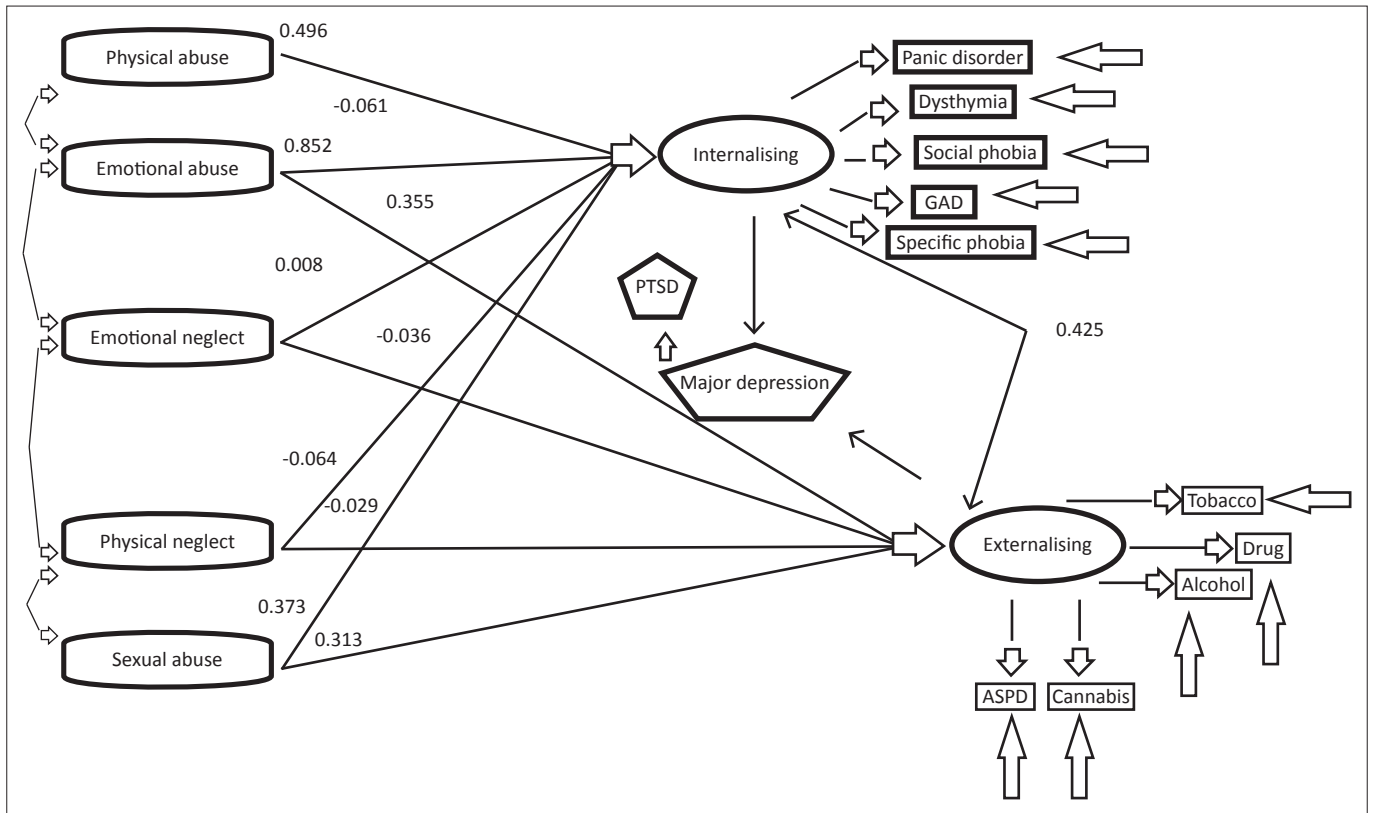 0.496
Physical abuse
-0.061
0.852
Emotional abuse
0.355
0.008
Emotional neglect
-0.036
-0.064
-0.029
Physical neglect
0.373
0.313
Sexual abuse
Internalising
Panic disorder
Dysthymia
Social phobia
GAD
Specific phobia
PTSD
Major depression
0.425
Externalising
Tobacco
Drug
Alcohol
ASPD
Cannabis